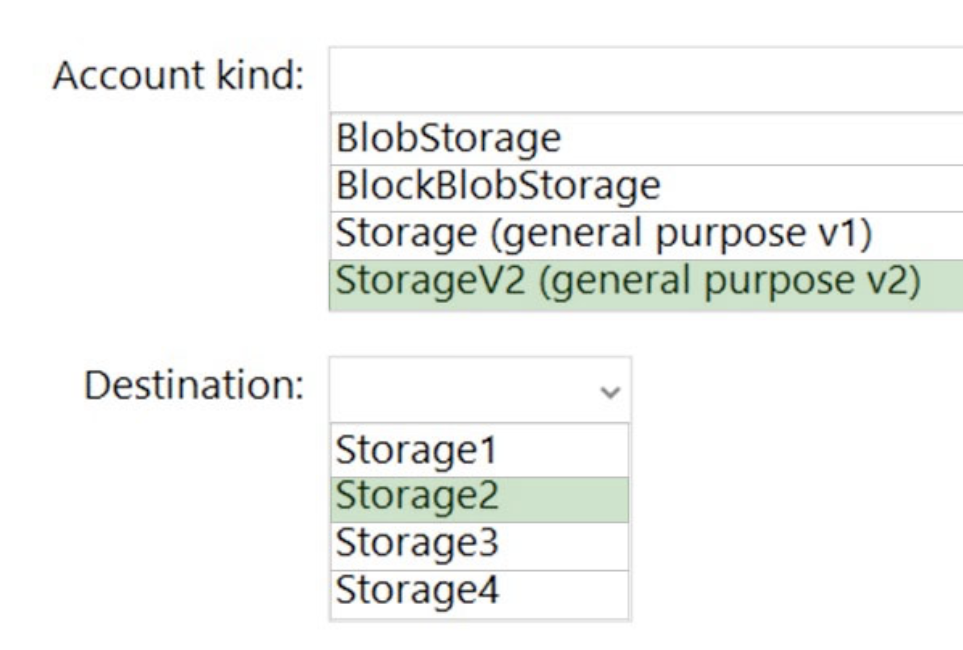 Account kind:
BlobStorage
BlockBlobStorage
Storage (general purpose v1)
StorageV2 (general purpose v2)
Destination:
Storage1
Storage2
Storage3
Storage4